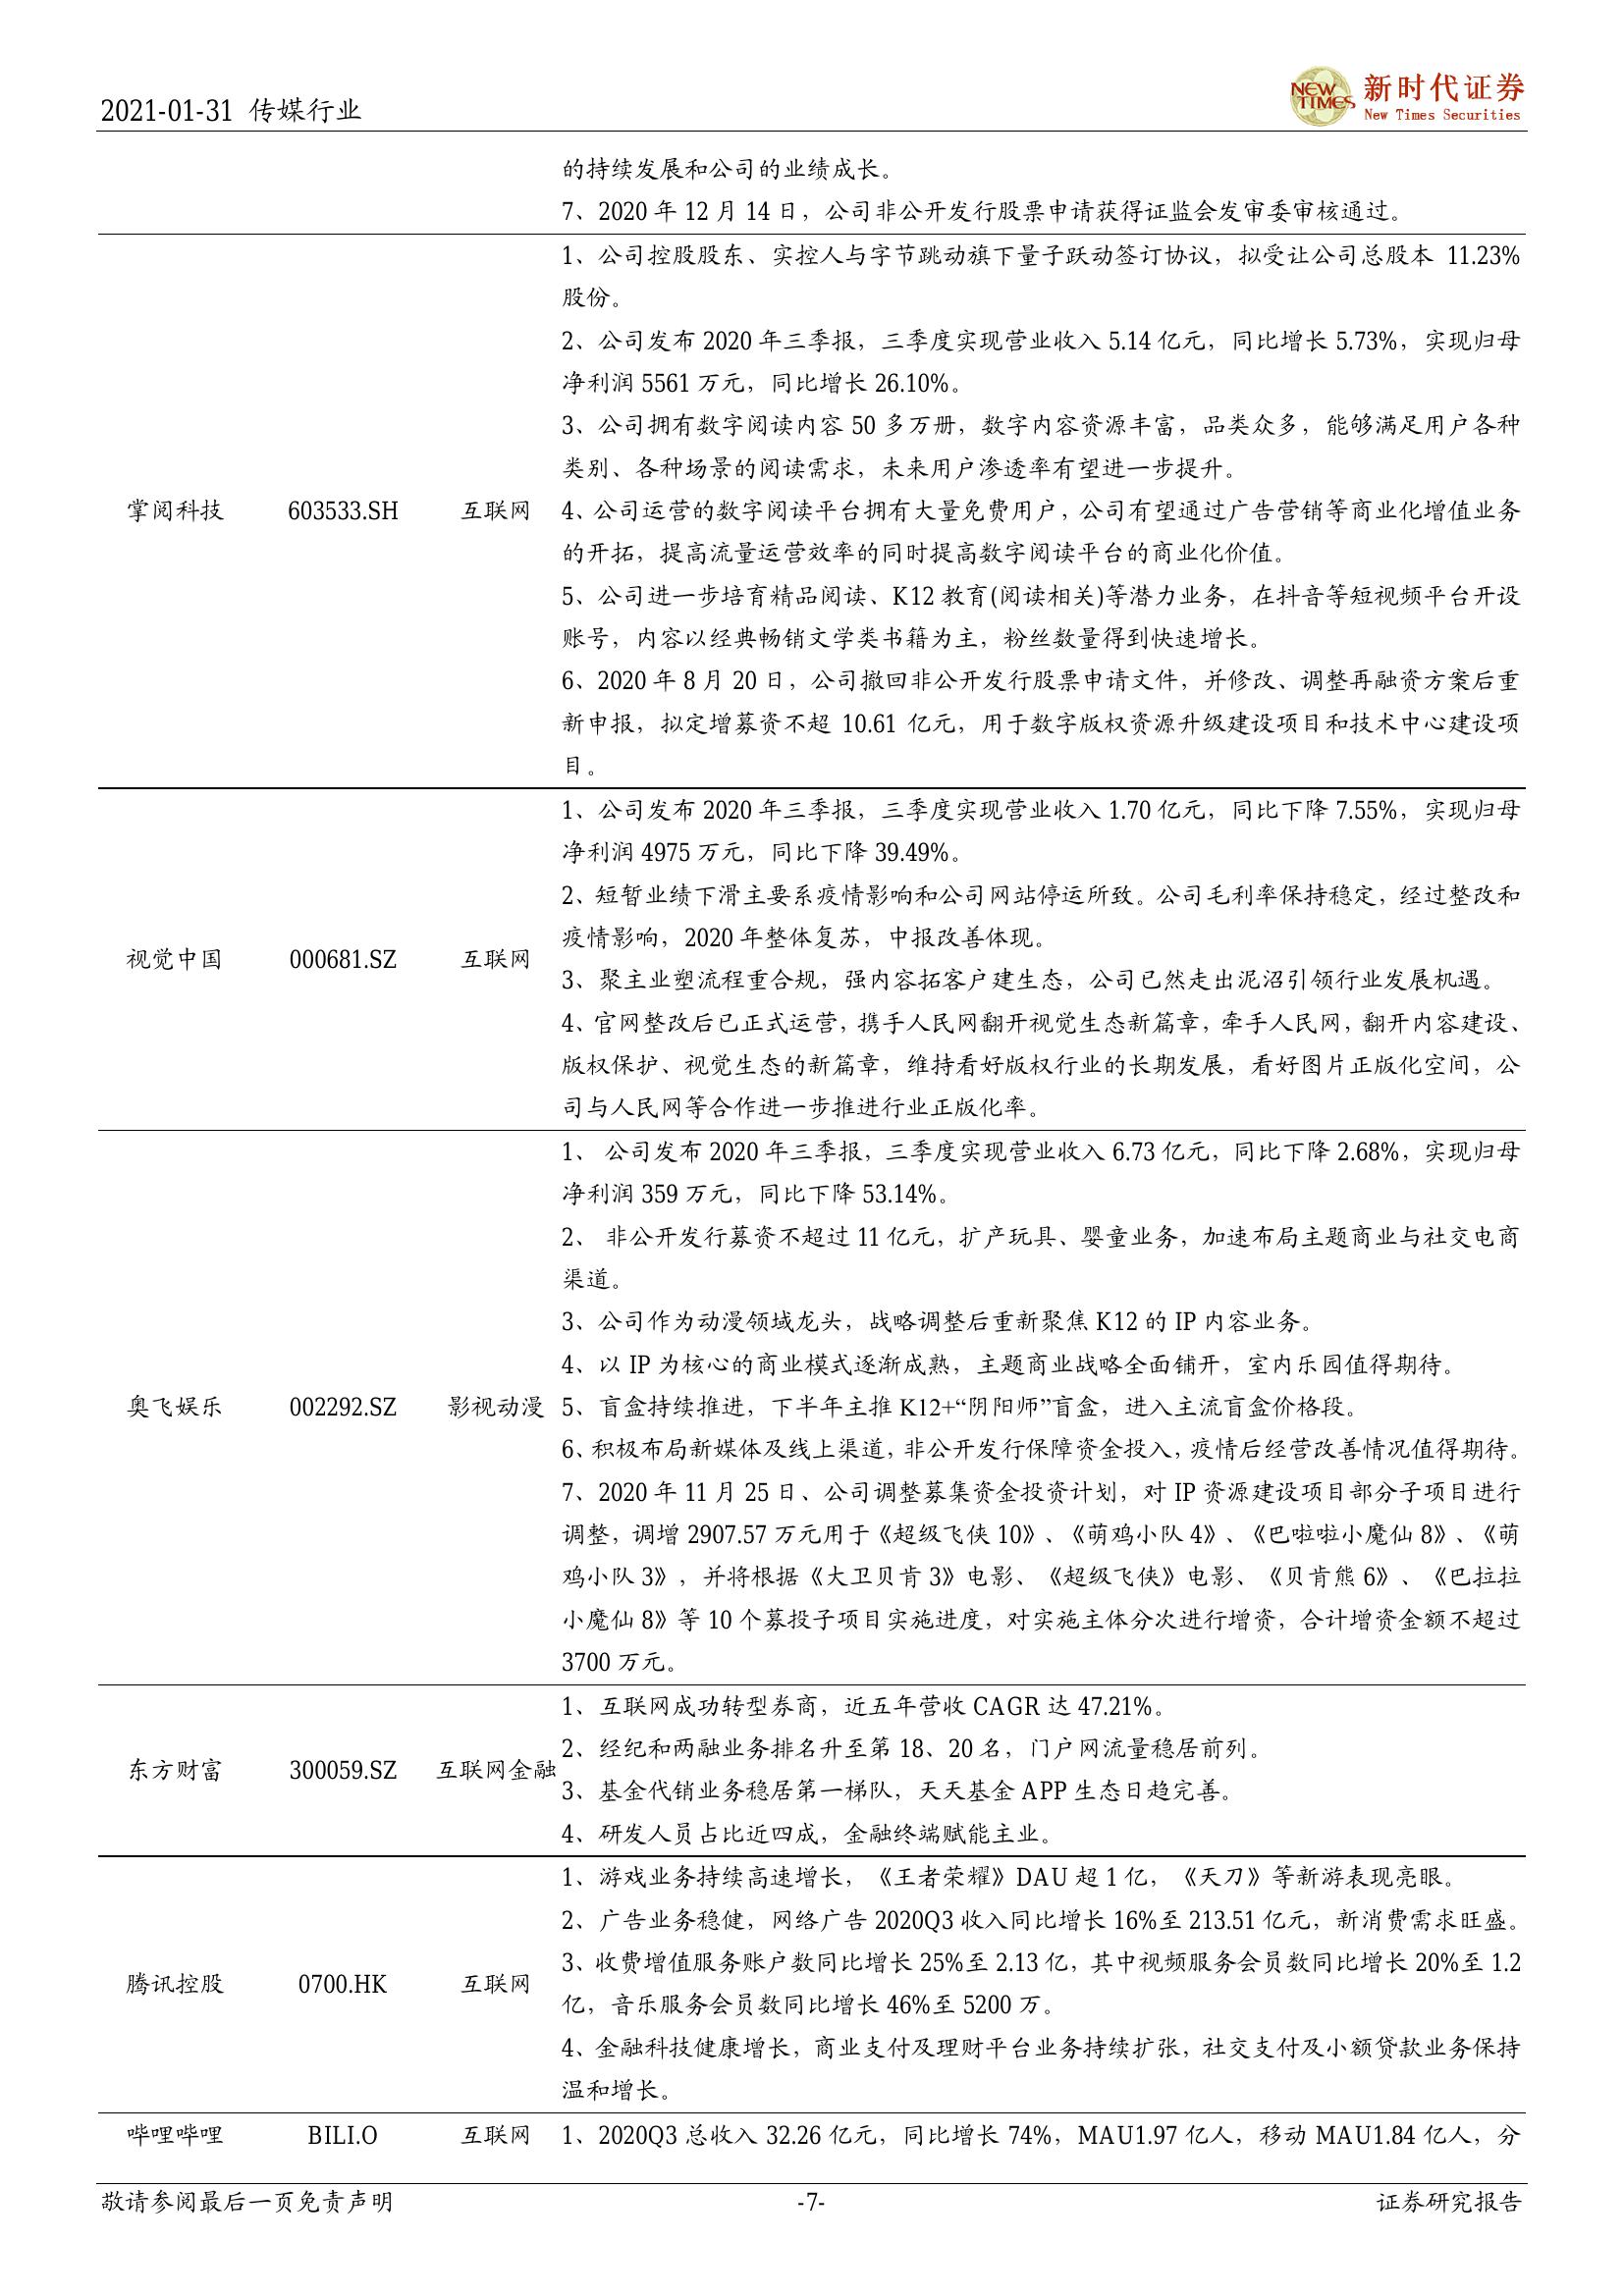 2021-01-31 传媒行业
NEW TIMES 新时代证券
New Times Securities
的持续发展和公司的业绩成长。
7、2020 年 12 月 14 日，公司非公开发行股票申请获得证监会发审委审核通过。
1、公司控股股东、实控人与字节跳动旗下量子跃动签订协议，拟受让公司总股本 11.23%
股份。
2、公司发布 2020 年三季报，三季度实现营业收入 5.14 亿元，同比增长 5.73%，实现归母
净利润 5561 万元，同比增长 26.10%。
3、公司拥有数字阅读内容 50 多万册，数字内容资源丰富，品类众多，能够满足用户各种
类别、各种场景的阅读需求，未来用户渗透率有望进一步提升。
掌阅科技 603533.SH 互联网 4、公司运营的数字阅读平台拥有大量免费用户，公司有望通过广告营销等商业化增值业务
的开拓，提高流量运营效率的同时提高数字阅读平台的商业化价值。
5、公司进一步培育精品阅读、K12 教育(阅读相关)等潜力业务，在抖音等短视频平台开设
账号，内容以经典畅销文学类书籍为主，粉丝数量得到快速增长。
6、2020 年 8 月 20 日，公司撤回非公开发行股票申请文件，并修改、调整再融资方案后重
新申报，拟定增募资不超 10.61 亿元，用于数字版权资源升级建设项目和技术中心建设项
目。
1、公司发布 2020 年三季报，三季度实现营业收入 1.70 亿元，同比下降 7.55%，实现归母
净利润 4975 万元，同比下降 39.49%。
2、短暂业绩下滑主要系疫情影响和公司网站停运所致。公司毛利率保持稳定，经过整改和
疫情影响，2020 年整体复苏，中报改善体现。
视觉中国 000681.SZ 互联网
3、聚主业塑流程重合规，强内容拓客户建生态，公司已然走出泥沼引领行业发展机遇。
4、官网整改后已正式运营，携手人民网翻开视觉生态新篇章，牵手人民网，翻开内容建设、
版权保护、视觉生态的新篇章，维持看好版权行业的长期发展，看好图片正版化空间，公
司与人民网等合作进一步推进行业正版化率。
1、 公司发布 2020 年三季报，三季度实现营业收入 6.73 亿元，同比下降 2.68%，实现归母
净利润 359 万元，同比下降 53.14%。
2、 非公开发行募资不超过 11 亿元，扩产玩具、婴童业务，加速布局主题商业与社交电商
渠道。
3、公司作为动漫领域龙头，战略调整后重新聚焦 K12 的 IP 内容业务。
4、以 IP 为核心的商业模式逐渐成熟，主题商业战略全面铺开，室内乐园值得期待。
奥飞娱乐 002292.SZ 影视动漫 5、盲盒持续推进，下半年主推 K12+“阴阳师”盲盒，进入主流盲盒价格段。
6、积极布局新媒体及线上渠道，非公开发行保障资金投入，疫情后经营改善情况值得期待。
7、2020 年 11 月 25 日、公司调整募集资金投资计划，对 IP 资源建设项目部分子项目进行
调整，调增 2907.57 万元用于《超级飞侠 10》、《萌鸡小队 4》、《巴啦啦小魔仙 8》、《萌
鸡小队 3》，并将根据《大卫贝肯 3》电影、《超级飞侠》电影、《贝肯熊 6》、《巴拉拉
小魔仙 8》等 10 个募投子项目实施进度，对实施主体分次进行增资，合计增资金额不超过
3700 万元。
1、互联网成功转型券商，近五年营收 CAGR 达 47.21%。
2、经纪和两融业务排名升至第 18、20 名，门户网流量稳居前列。
东方财富 300059.SZ 互联网金融
3、基金代销业务稳居第一梯队，天天基金 APP 生态日趋完善。
4、研发人员占比近四成，金融终端赋能主业。
1、游戏业务持续高速增长，《王者荣耀》DAU 超 1 亿，《天刀》等新游表现亮眼。
2、广告业务稳健，网络广告 2020Q3 收入同比增长 16%至 213.51 亿元，新消费需求旺盛。
3、收费增值服务账户数同比增长 25%至 2.13 亿，其中视频服务会员数同比增长 20%至 1.2
腾讯控股 0700.HK 互联网
亿，音乐服务会员数同比增长 46%至 5200 万。
4、金融科技健康增长，商业支付及理财平台业务持续扩张，社交支付及小额贷款业务保持
温和增长。
哔哩哔哩 BILI.O 互联网 1、2020Q3 总收入 32.26 亿元，同比增长 74%，MAU1.97 亿人，移动 MAU1.84 亿人，分
敬请参阅最后一页免责声明 -7- 证券研究报告